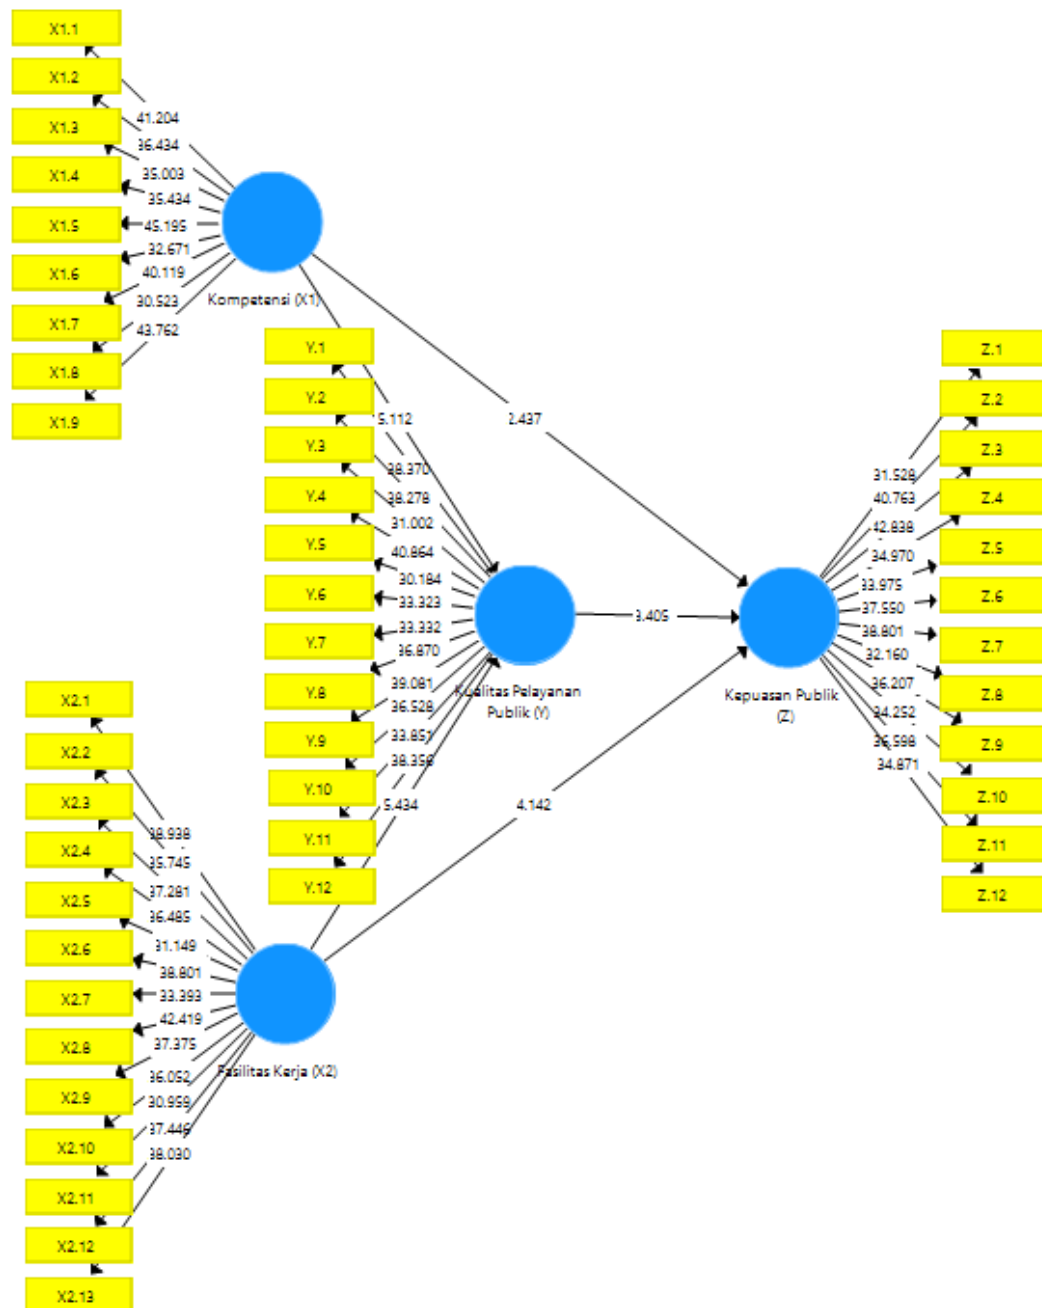 X1.1
X1.2
X1.3
X1.4
X1.5
X1.6
X1.7
X1.8
X1.9
41.204
36.434
35.003
35.434
45.195
32.671
40.119
30.523
43.762
Kompetensi (X1)
5.112
2.437
Y.1
Y.2
Y.3
Y.4
Y.5
Y.6
Y.7
Y.8
Y.9
Y.10
Y.11
Y.12
38.370
38.278
31.002
40.864
30.184
33.323
33.332
36.870
39.081
36.528
33.851
38.356
Kualitas Pelayanan
Publik (Y)
3.405
5.434
4.142
Kepuasan Publik
(Z)
31.528
40.763
42.838
34.970
33.975
37.550
38.801
32.160
36.207
34.252
36.598
34.871
Z.1
Z.2
Z.3
Z.4
Z.5
Z.6
Z.7
Z.8
Z.9
Z.10
Z.11
Z.12
X2.1
X2.2
X2.3
X2.4
X2.5
X2.6
X2.7
X2.8
X2.9
X2.10
X2.11
X2.12
X2.13
38.938
35.745
37.281
36.485
31.149
38.801
33.393
42.419
37.375
36.052
30.959
37.446
38.030
Fasilitas Kerja (X2)